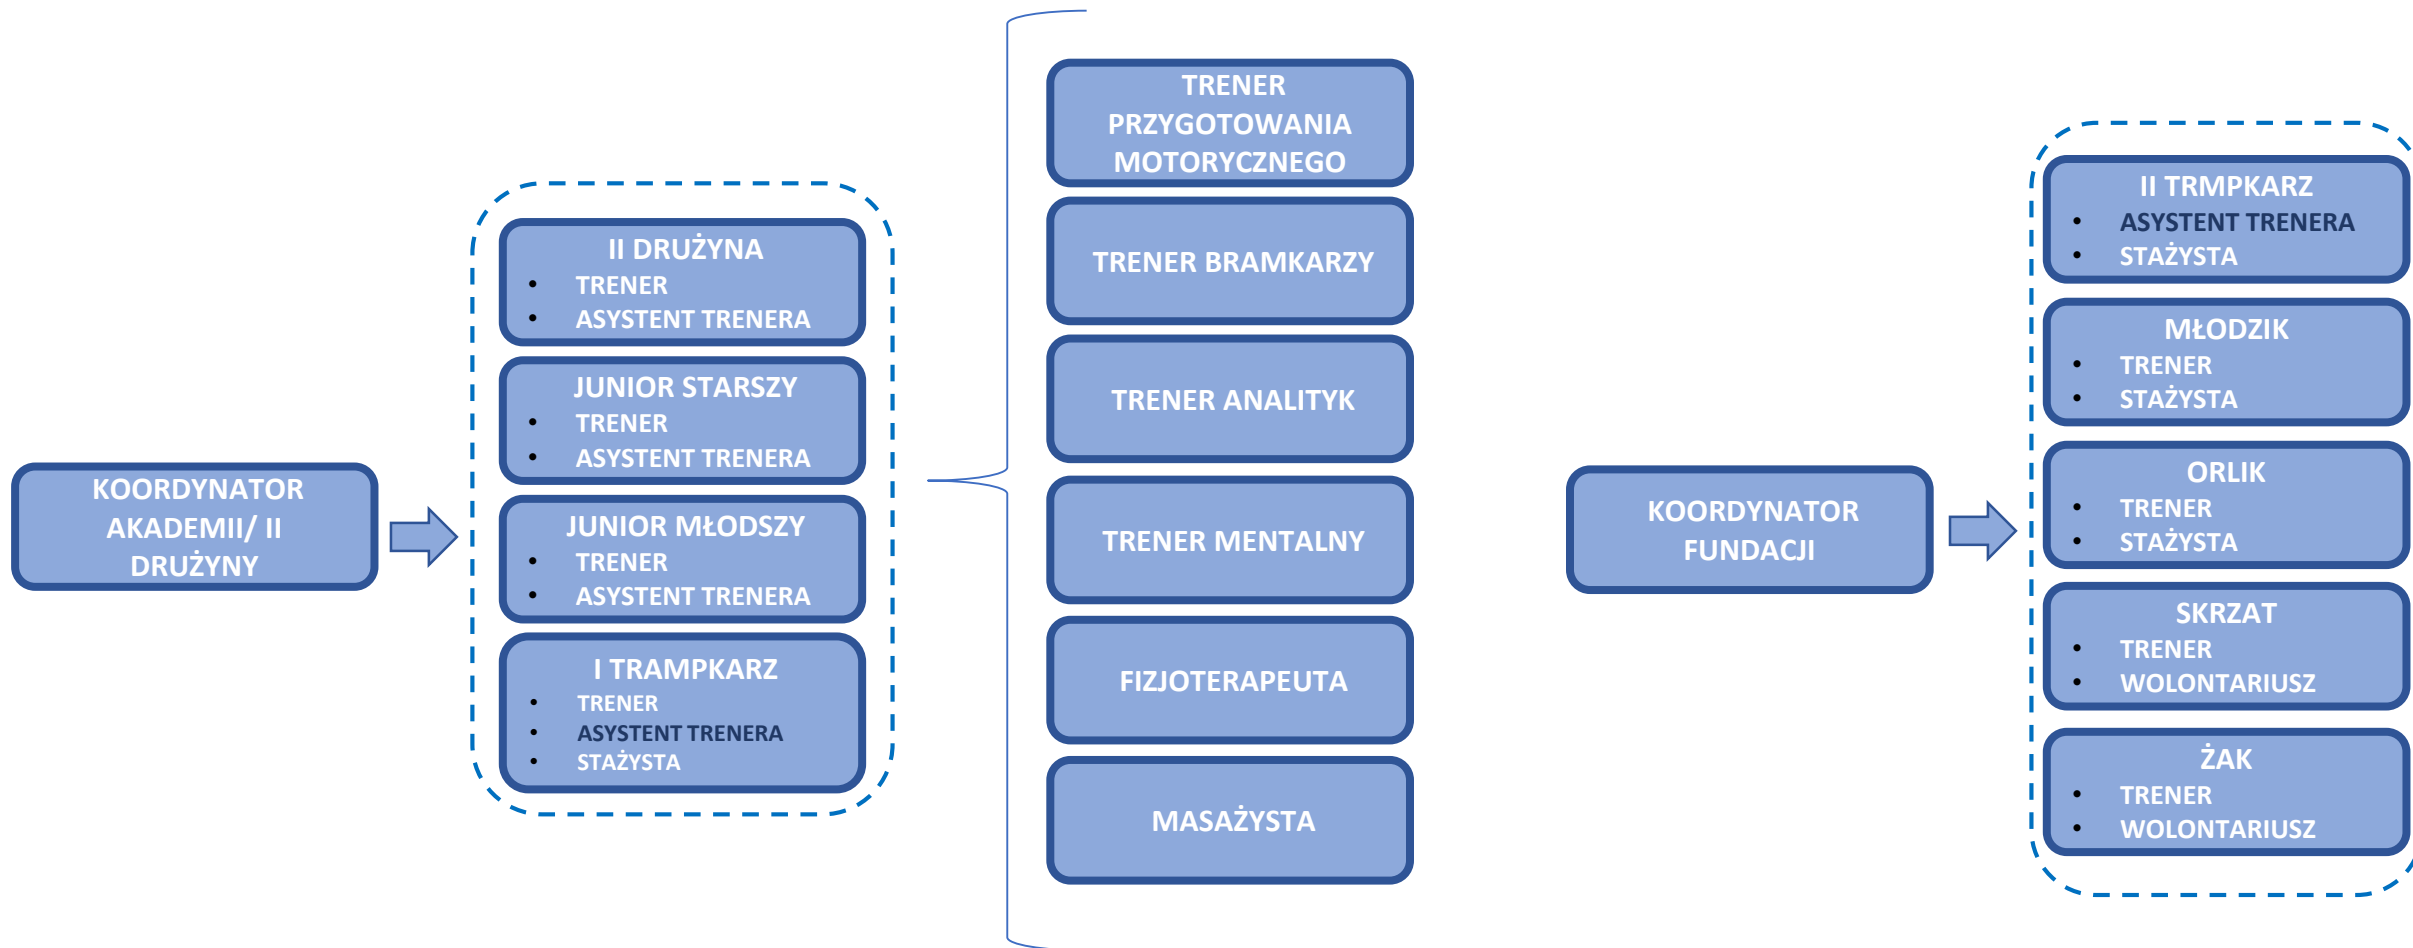 KOORDYNATOR
AKADEMII/ II
DRUŻYNY
II DRUŻYNA
• TRENER
• ASYSTENT TRENERA
JUNIOR STARSZY
• TRENER
• ASYSTENT TRENERA
JUNIOR MŁODSZY
• TRENER
• ASYSTENT TRENERA
I TRAMPKARZ
• TRENER
• ASYSTENT TRENERA
• STAŻYSTA
TRENER
PRZYGOTOWANIA
MOTORYCZNEGO
TRENER BRAMKARZY
TRENER ANALITYK
TRENER MENTALNY
FIZJOTERAPEUTA
MASAŻYSTA
KOORDYNATOR
FUNDACJI
II TRMPKARZ
• ASYSTENT TRENERA
• STAŻYSTA
MŁODZIK
• TRENER
• STAŻYSTA
ORLIK
• TRENER
• STAŻYSTA
SKRZAT
• TRENER
• WOLONTARIUSZ
ŻAK
• TRENER
• WOLONTARIUSZ